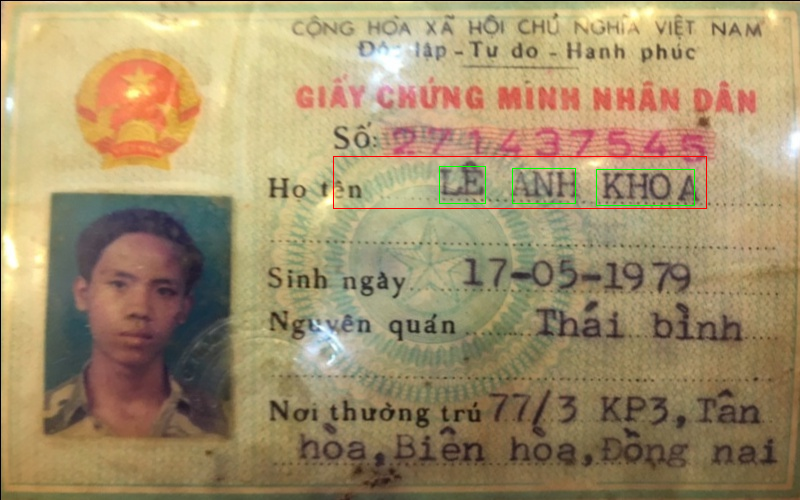 CỘNG HÒA XÃ HỘI CHỦ NGHĨA VIỆT NAM
Độc lập - Tự do - Hạnh phúc
GIẤY CHỨNG MINH NHÂN DÂN
Số: 271437545
Họ tên LÊ ANH KHOA
Sinh ngày 17-05-1979
Nguyên quán Thái bình
Nơi thường trú 77/3 KP3, Tân
hòa, Biên hòa, Đồng nai